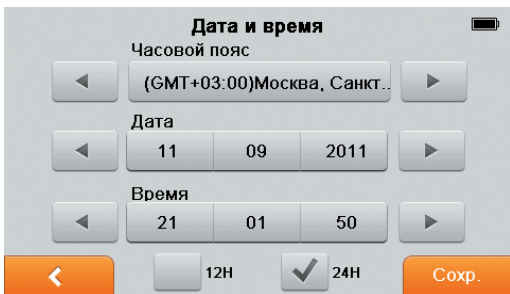 Дата и время
Часовой пояс
(GMT+03:00)Москва, Санкт..
Дата
11 09 2011
Время
21 01 50
12H 24H Сохр.